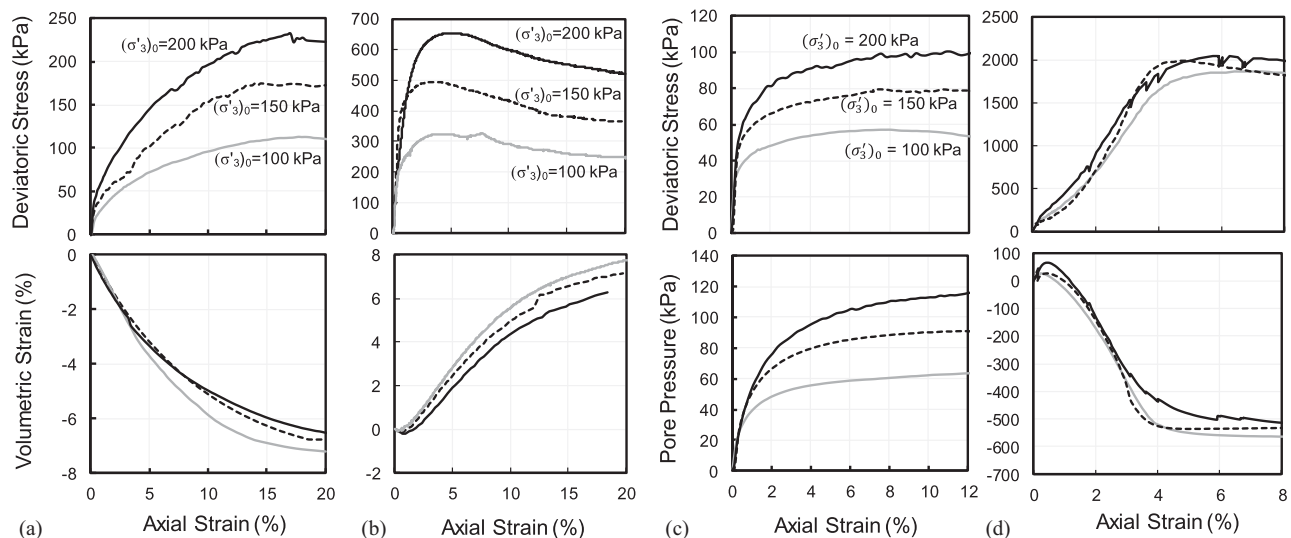 Deviatoric Stress (kPa)
250
200
150
100
50
0
(σ'3)0=200 kPa
(σ'3)0=150 kPa
(σ'3)0=100 kPa
Volumetric Strain (%)
0
-2
-4
-6
-8
0 5 10 15 20
Axial Strain (%)
(a)
700
600
500
400
300
200
100
0
(σ'3)0=200 kPa
(σ'3)0=150 kPa
(σ'3)0=100 kPa
8
6
4
2
0
-2
0 5 10 15 20
Axial Strain (%)
(b)
Deviatoric Stress (kPa)
120
100
80
60
40
20
0
(σ′3)0 = 200 kPa
(σ′3)0 = 150 kPa
(σ′3)0 = 100 kPa
Pore Pressure (kPa)
140
120
100
80
60
40
20
0
0 2 4 6 8 10 12
Axial Strain (%)
(c)
2500
2000
1500
1000
500
0
100
0
-100
-200
-300
-400
-500
-600
-700
0 2 4 6 8
Axial Strain (%)
(d)